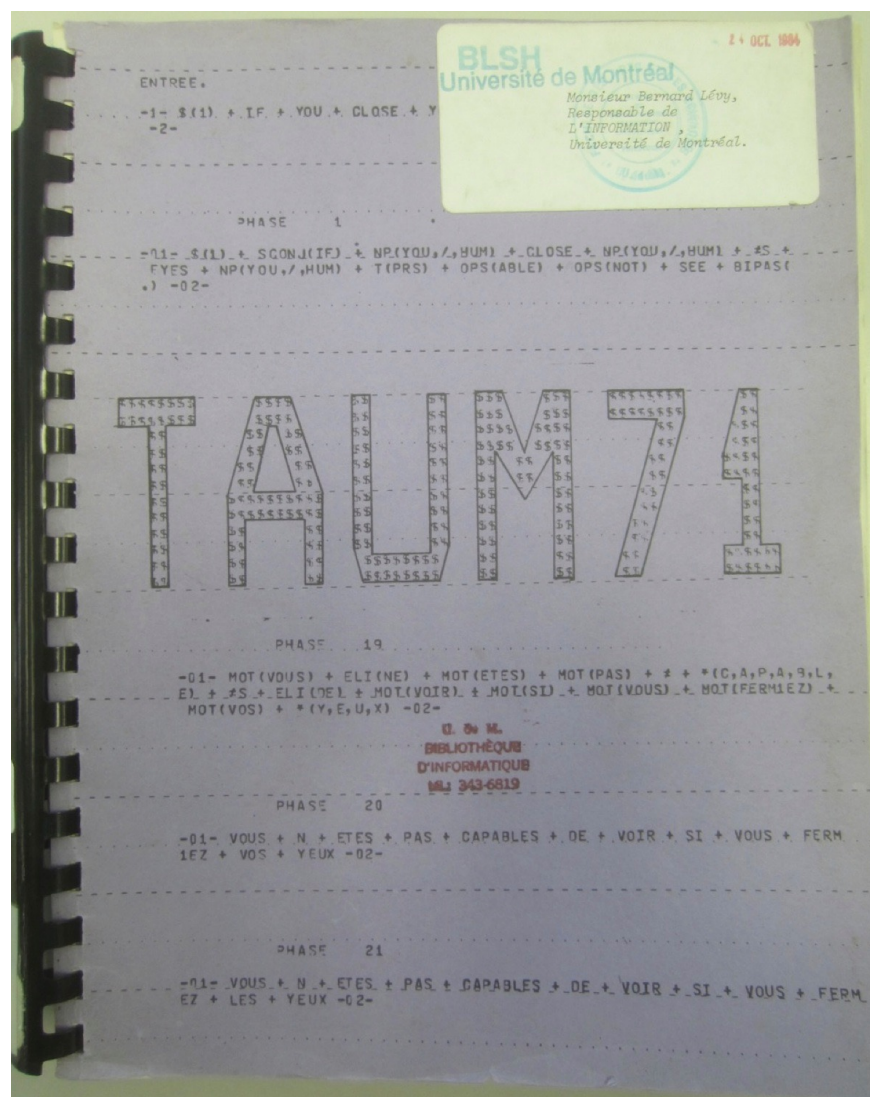 24 OCT. 1984
BLSH
Université de Montréal
Monsieur Bernard Lévy,
Responsable de
L'INFORMATION ,
Université de Montréal.
ENTREE.
-1- $(1) + IF + YOU + CLOSE + Y
-2-
PHASE 1
-01- $(1) + SCONJ(IF) + NP(YOU,/,HUM) + CLOSE + NP(YOU,/,HUM) + ≠S +
EYES + NP(YOU,/,HUM) + T(PRS) + OPS(ABLE) + OPS(NOT) + SEE + BIPAS(
.) -02-
TAUM71
PHASE 19
-01- MOT(VOUS) + ELI(NE) + MOT(ETES) + MOT(PAS) + ≠ + *(C,A,P,A,B,L,
E) + ≠S + ELI(DE) + MOT(VOIR) + MOT(SI) + MOT(VOUS) + MOT(FERM1EZ) +
MOT(VOS) + *(Y,E,U,X) -02-
U. de M.
BIBLIOTHÈQUE
D'INFORMATIQUE
343-6819
PHASE 20
-01- VOUS + N + ETES + PAS + CAPABLES + DE + VOIR + SI + VOUS + FERM
1EZ + VOS + YEUX -02-
PHASE 21
-01- VOUS + N + ETES + PAS + CAPABLES + DE + VOIR + SI + VOUS + FERM
EZ + LES + YEUX -02-